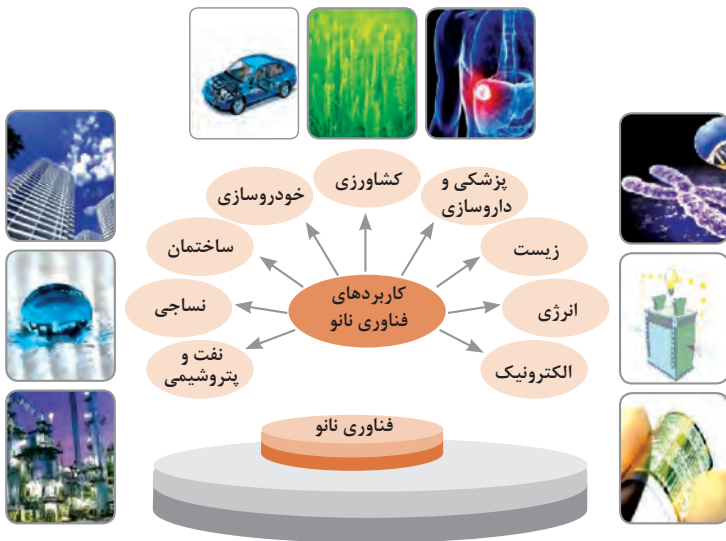 کشاورزی
پزشکی و
داروسازی
خودروسازی
زیست
ساختمان
کاربردهای
فناوری نانو
انرژی
نساجی
الکترونیک
نفت و
پتروشیمی
فناوری نانو